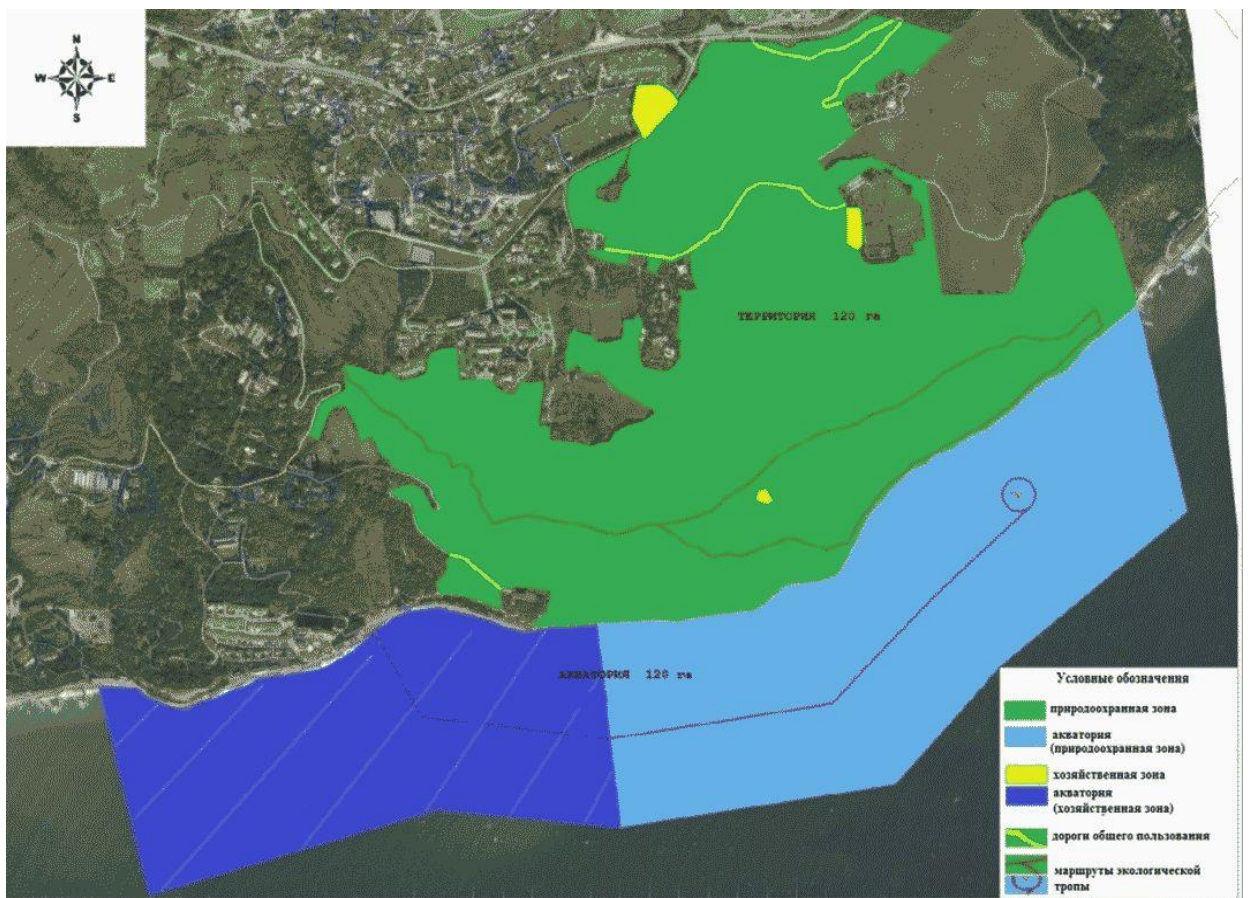 N
W E
S
ТЕРРИТОРИЯ 120 га
АКВАТОРИЯ 120 га
Условные обозначения
природоохранная зона
акватория
(природоохранная зона)
хозяйственная зона
акватория
(хозяйственная зона)
дороги общего пользования
маршруты экологической
тропы